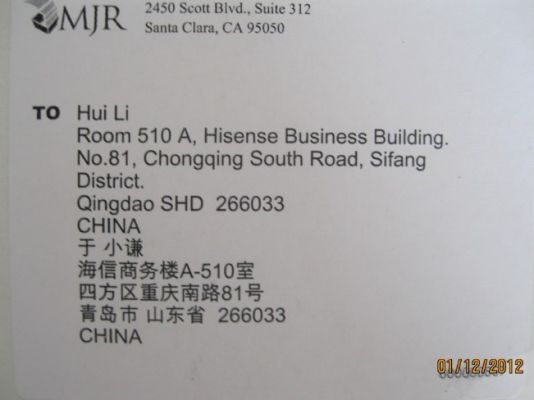 MJR
2450 Scott Blvd., Suite 312
Santa Clara, CA 95050
TO Hui Li
Room 510 A, Hisense Business Building.
No.81, Chongqing South Road, Sifang
District.
Qingdao SHD 266033
CHINA
于 小谦
海信商务楼A-510室
四方区重庆南路81号
青岛市 山东省 266033
CHINA
01/12/2012